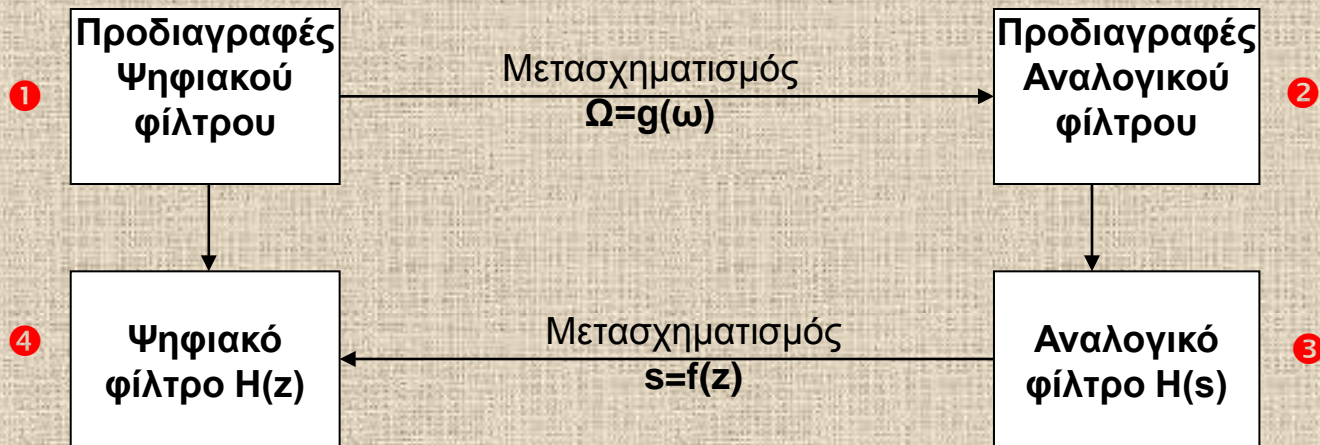 ❶
Προδιαγραφές
Ψηφιακού
φίλτρου
Μετασχηματισμός
Ω=g(ω)
Προδιαγραφές
Αναλογικού
φίλτρου
❷
❹
Ψηφιακό
φίλτρο H(z)
Μετασχηματισμός
s=f(z)
Αναλογικό
φίλτρο H(s)
❸